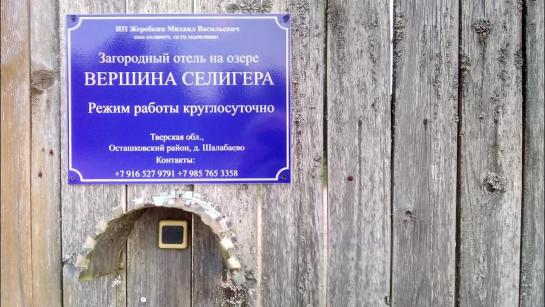 ИП Жеребкин Михаил Васильевич
Загородный отель на озере
ВЕРШИНА СЕЛИГЕРА
Режим работы круглосуточно
Тверская обл.,
Осташковский район, д. Шалабаево
Контакты:
+7 916 527 9791 +7 985 765 3358